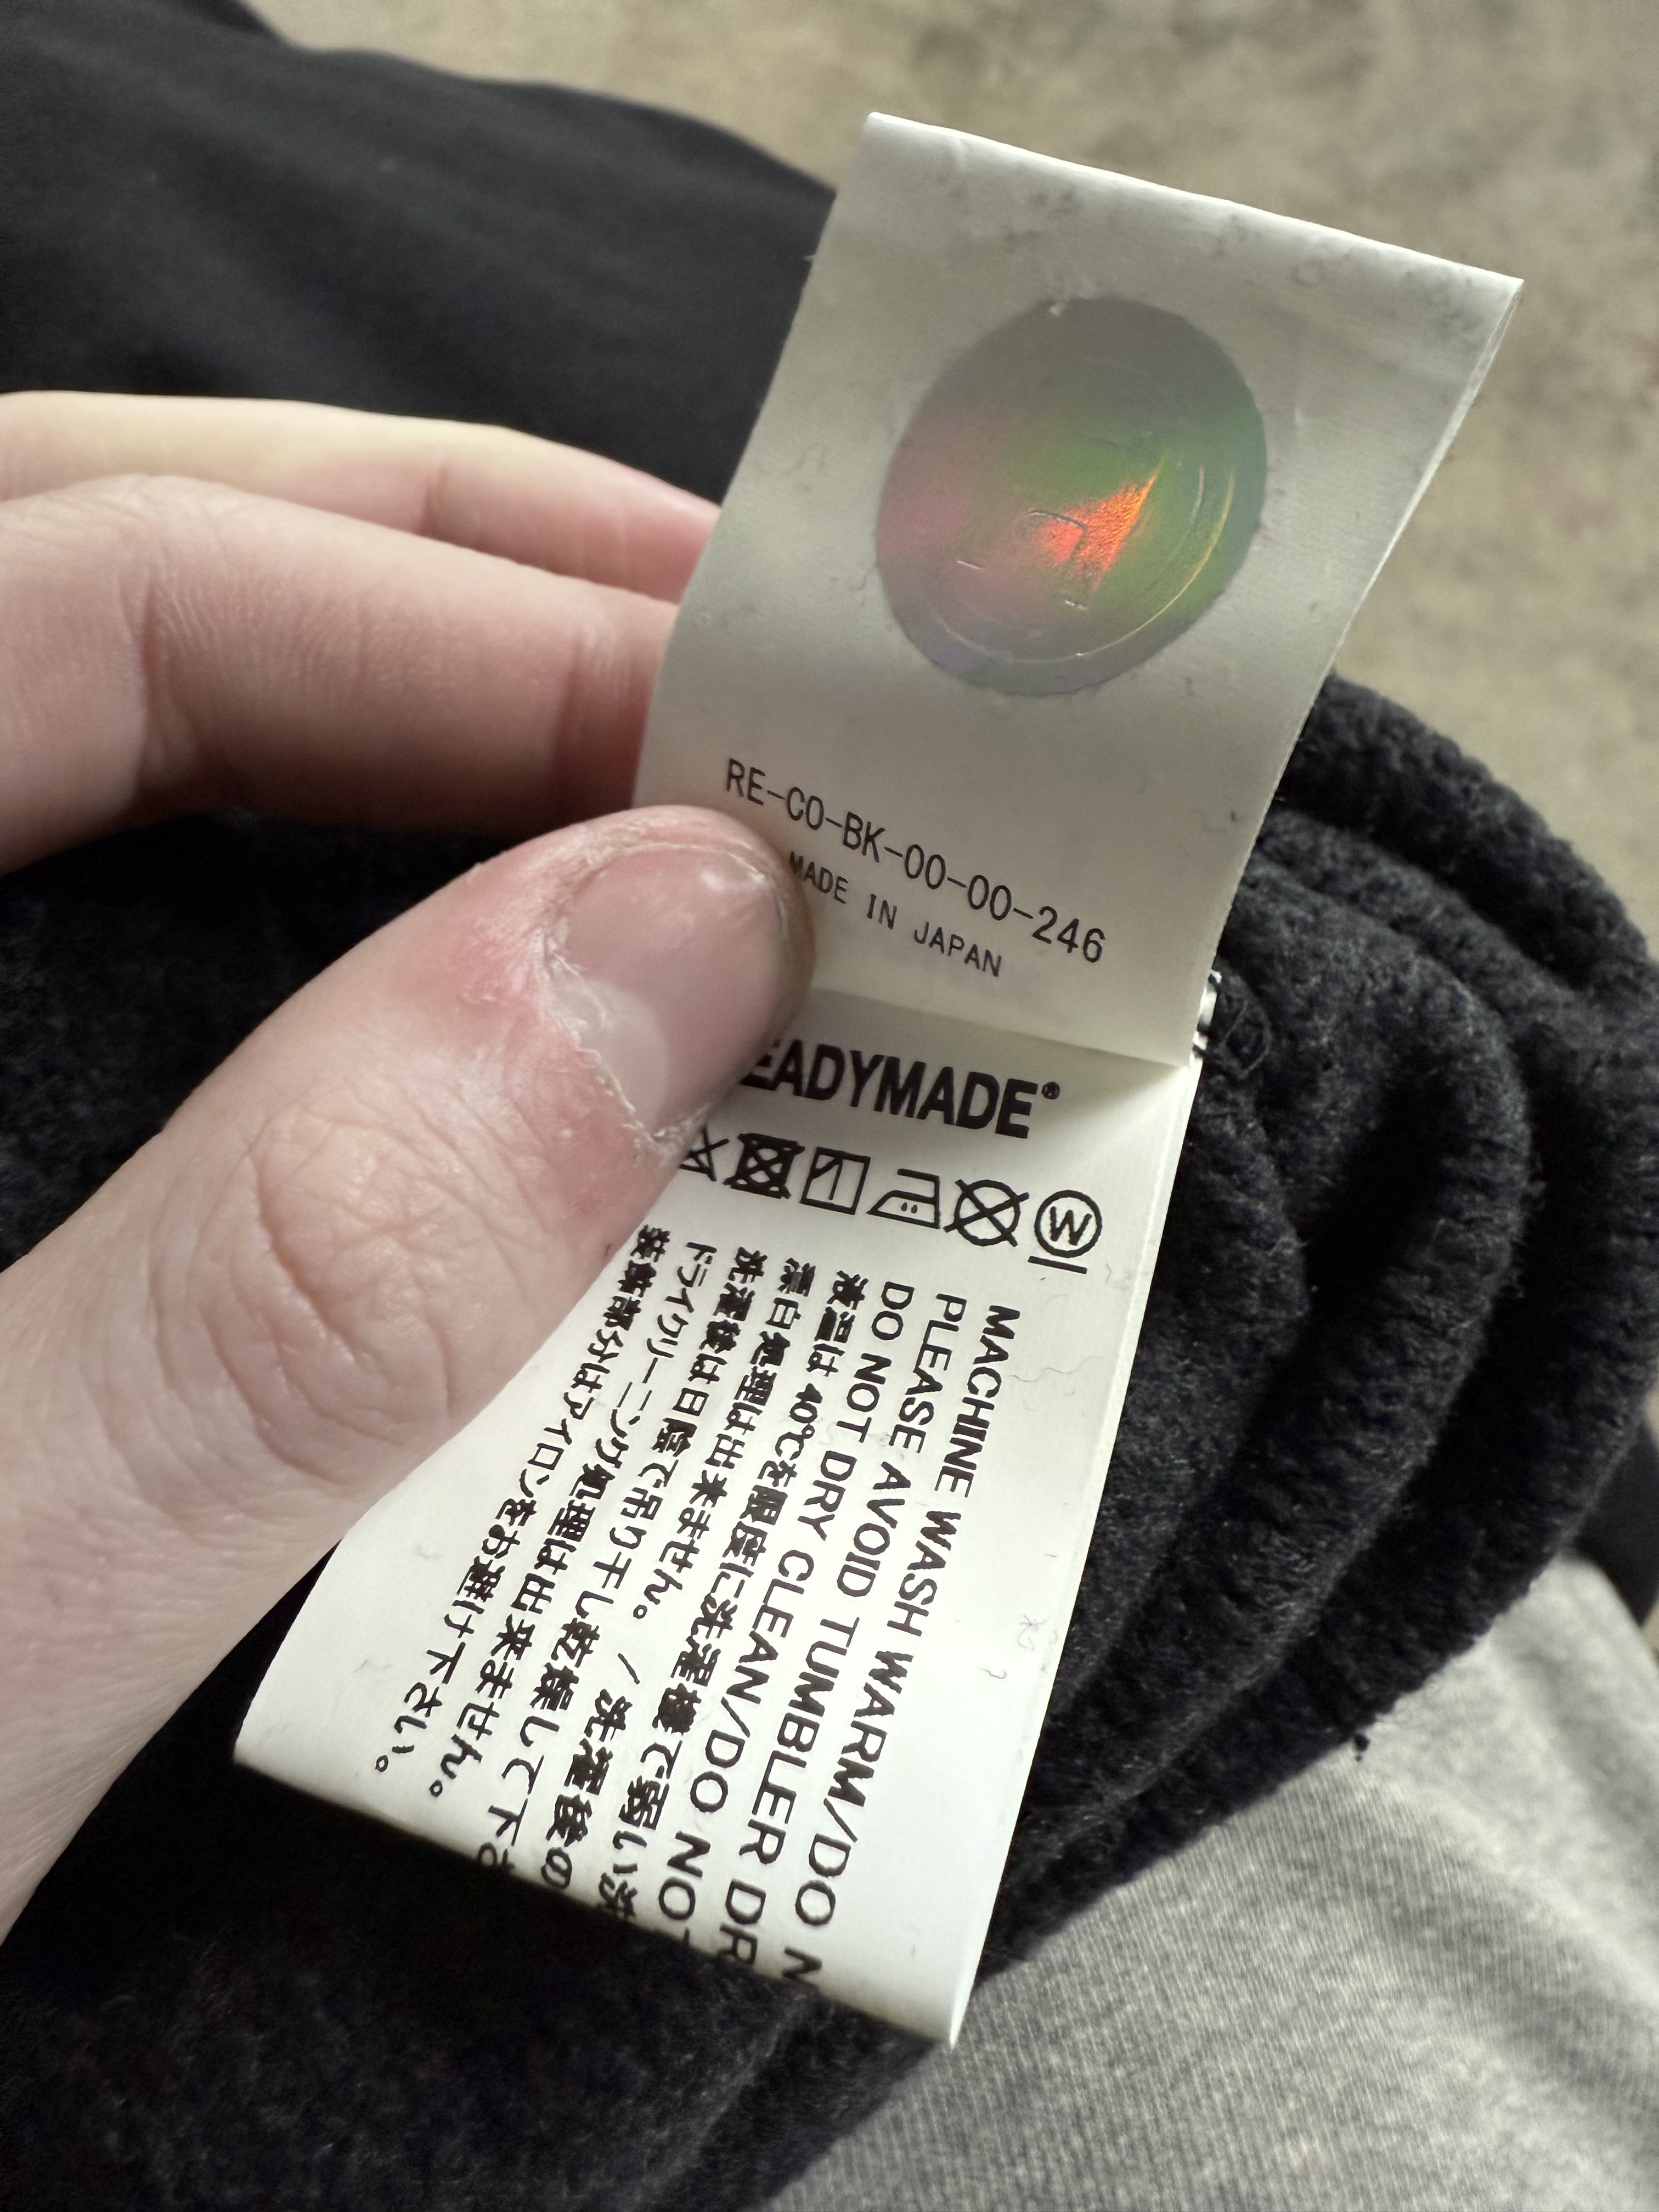 RE-CO-BK-00-00-246
MADE IN JAPAN
EADYMADE®
W
MACHINE WASH WARM/DO N
PLEASE AVOID TUMBLER DR
DO NOT DRY CLEAN/DO NOT
液温は 40℃を限度に洗濯機で弱い洗
漂白処理は出来ません。 / 洗濯後の
洗濯後は日陰で吊り干し乾燥して下さ
ドライクリーニング処理は出来ません。
装飾部分はアイロンをお避け下さい。